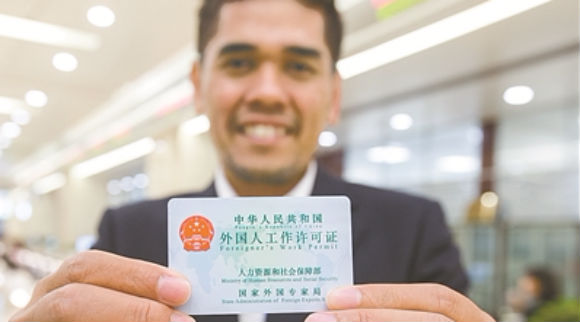 中华人民共和国
People's Republic of China
外国人工作许可证
Foreigner's Work Permit
人力资源和社会保障部
Ministry of Human Resources and Social Security
国家外国专家局
State Administration of Foreign Experts Affairs